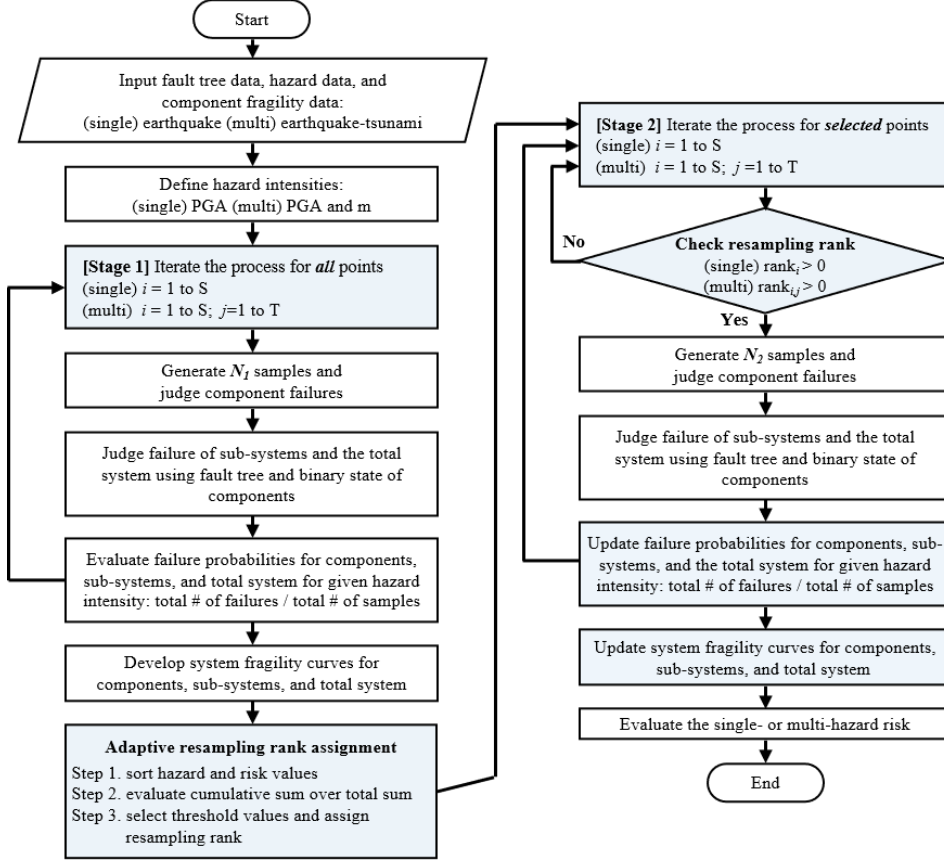 Start
Input fault tree data, hazard data, and
component fragility data:
(single) earthquake (multi) earthquake-tsunami
Define hazard intensities:
(single) PGA (multi) PGA and m
[Stage 1] Iterate the process for all points
(single) i = 1 to S
(multi) i = 1 to S; j=1 to T
Generate N₁ samples and
judge component failures
Judge failure of sub-systems and the total
system using fault tree and binary state of
components
Evaluate failure probabilities for components,
sub-systems, and total system for given hazard
intensity: total # of failures / total # of samples
Develop system fragility curves for
components, sub-systems, and total system
Adaptive resampling rank assignment
Step 1. sort hazard and risk values
Step 2. evaluate cumulative sum over total sum
Step 3. select threshold values and assign
resampling rank
[Stage 2] Iterate the process for selected points
(single) i = 1 to S
(multi) i = 1 to S; j =1 to T
No
Check resampling rank
(single) rankᵢ > 0
(multi) rankᵢ,ⱼ > 0
Yes
Generate N₂ samples and
judge component failures
Judge failure of sub-systems and the total
system using fault tree and binary state of
components
Update failure probabilities for components, sub-
systems, and the total system for given hazard
intensity: total # of failures / total # of samples
Update system fragility curves for components,
sub-systems, and total system
Evaluate the single- or multi-hazard risk
End